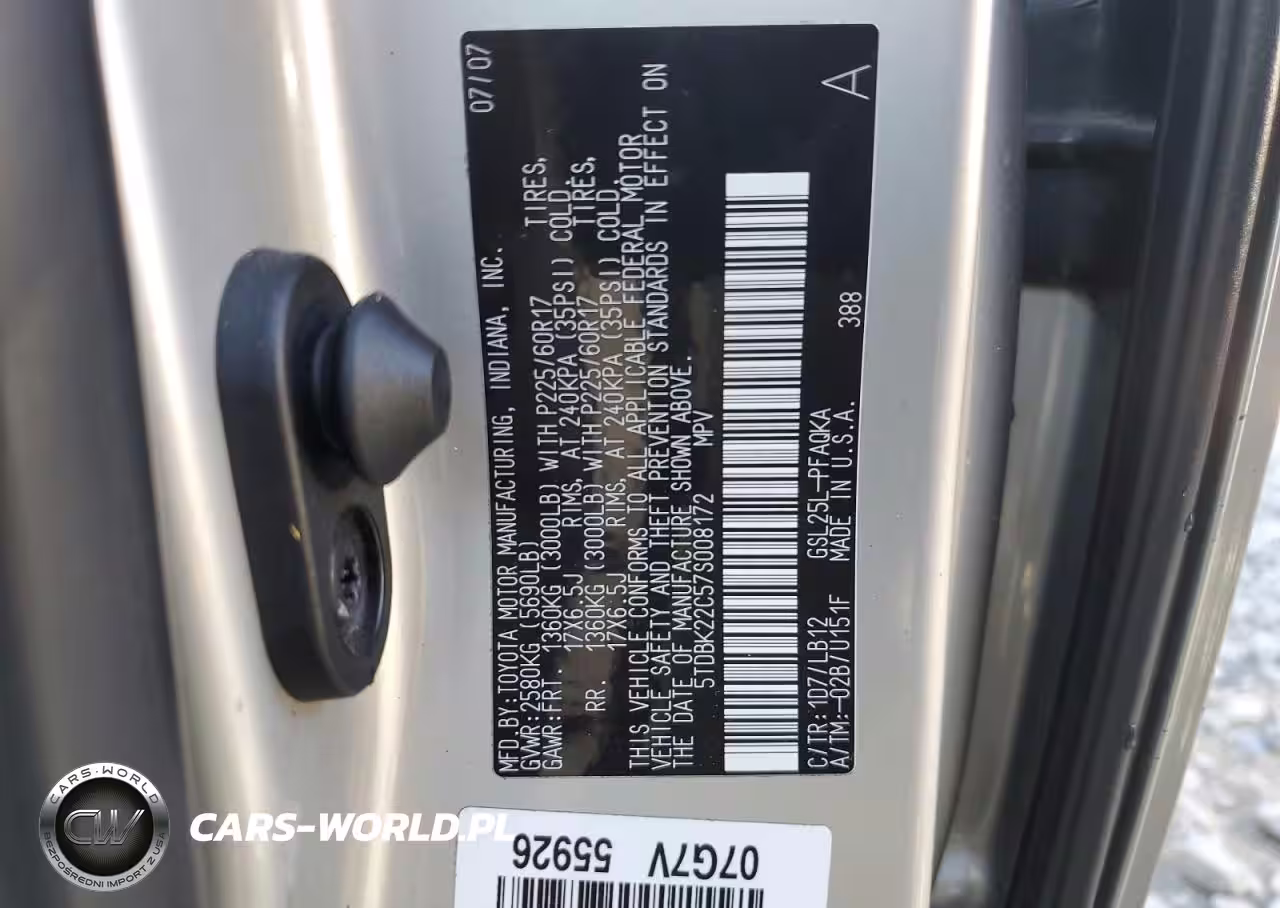 MFD.BY:TOYOTA MOTOR MANUFACTURING, INDIANA, INC. 07/07
GVWR:2580KG (5690LB)
GAWR:FRT 1360KG (3000LB) WITH P225/60R17 TIRES,
17X6.5J RIMS, AT 240KPA (35PSI) COLD.
RR. 1360KG (3000LB) WITH P225/60R17 TIRES,
17X6.5J RIMS, AT 240KPA (35PSI) COLD.
THIS VEHICLE CONFORMS TO ALL APPLICABLE FEDERAL MOTOR
VEHICLE SAFETY AND THEFT PREVENTION STANDARDS IN EFFECT ON
THE DATE OF MANUFACTURE SHOWN ABOVE.
5TDBK22C57S008172 MPV
C/TR:1D7/LB12 GSL25L-PFAQKA 388
A/TM:-02B/U151F MADE IN U.S.A. A
07G7V
55926
CARS-WORLD
CW
BEZPOŚREDNI IMPORT Z USA
CARS-WORLD.PL